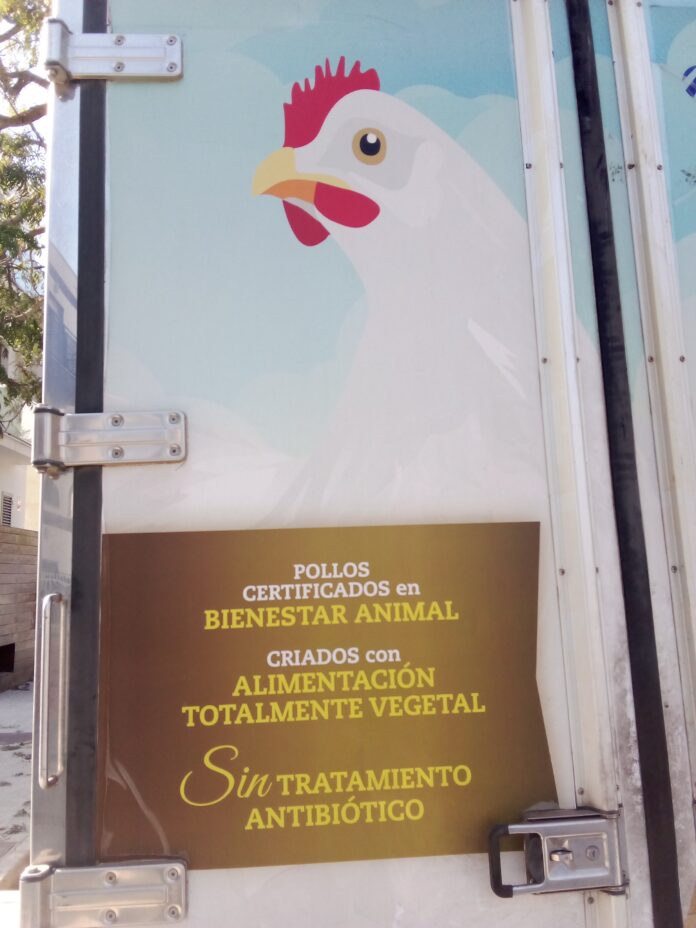 POLLOS
CERTIFICADOS en
BIENESTAR ANIMAL
CRIADOS con
ALIMENTACIÓN
TOTALMENTE VEGETAL
Sin TRATAMIENTO
ANTIBIÓTICO